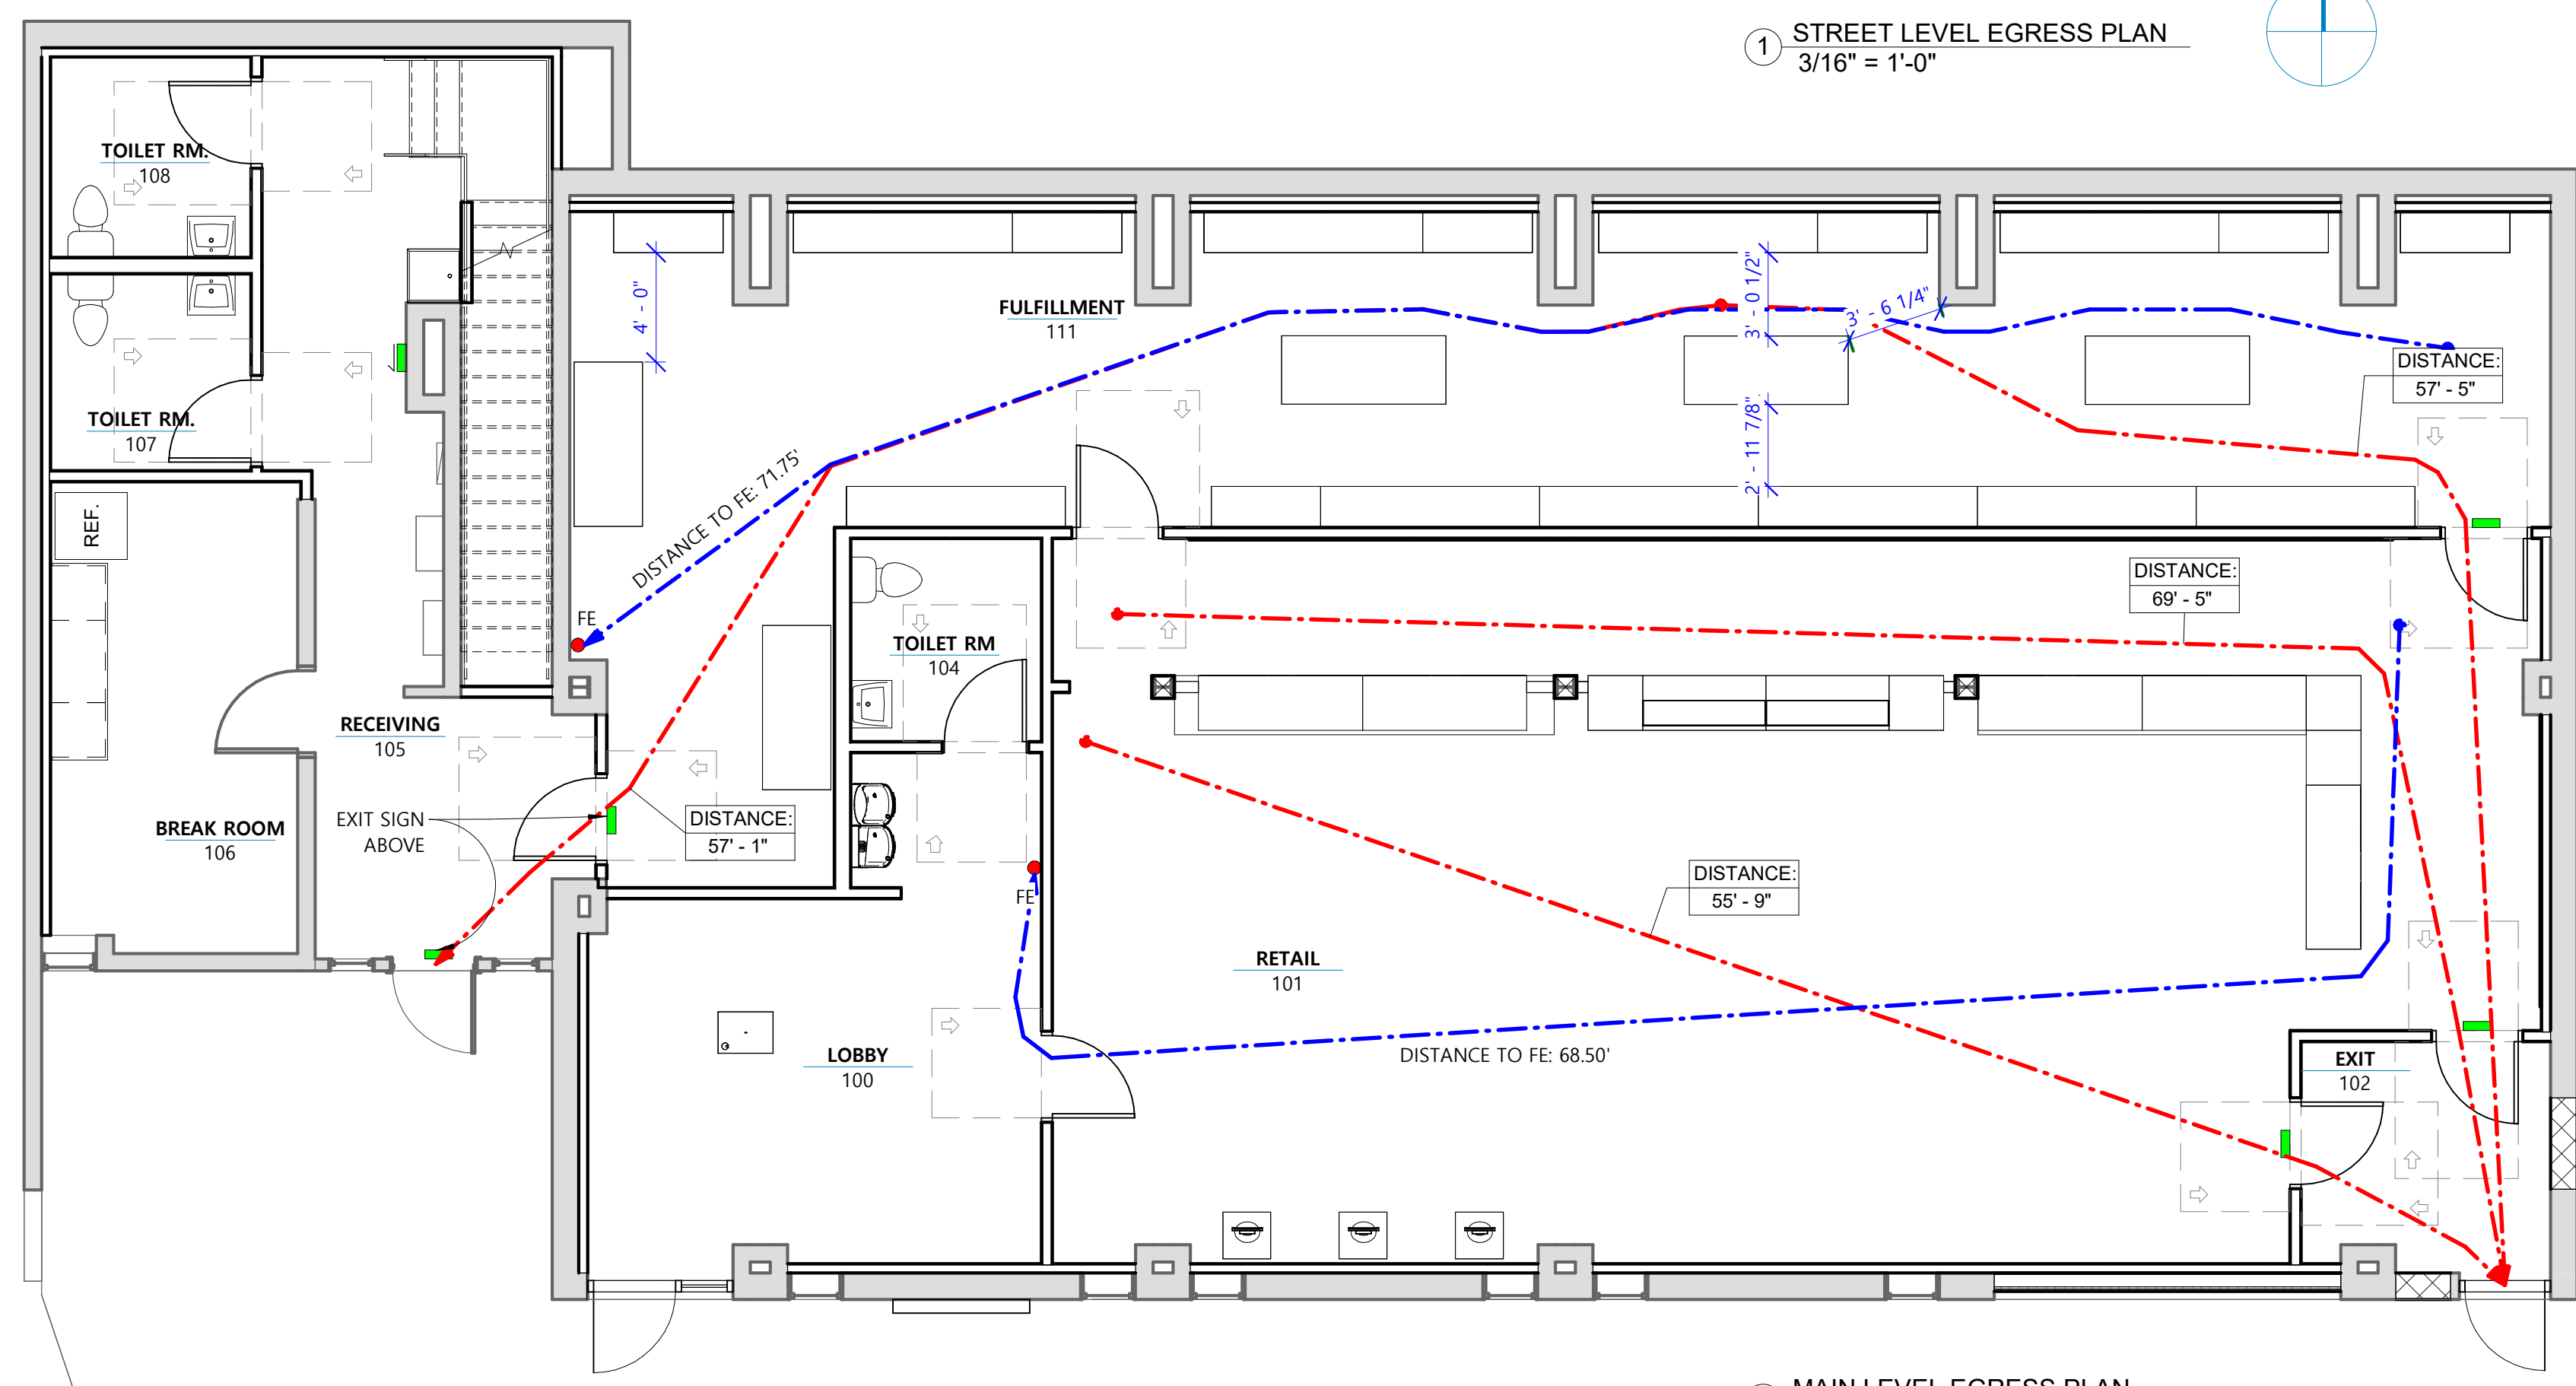 1
STREET LEVEL EGRESS PLAN
3/16" = 1'-0"
TOILET RM.
108
TOILET RM.
107
REF.
FULFILLMENT
111
4' - 0"
3' - 0 1/2"
3' - 6 1/4"
2' - 11 7/8"
DISTANCE:
57' - 5"
DISTANCE TO FE: 71.75'
FE
DISTANCE:
69' - 5"
TOILET RM
104
RECEIVING
105
EXIT SIGN
ABOVE
BREAK ROOM
106
DISTANCE:
57' - 1"
FE
DISTANCE:
55' - 9"
RETAIL
101
LOBBY
100
DISTANCE TO FE: 68.50'
EXIT
102
MAIN LEVEL EGRESS PLAN